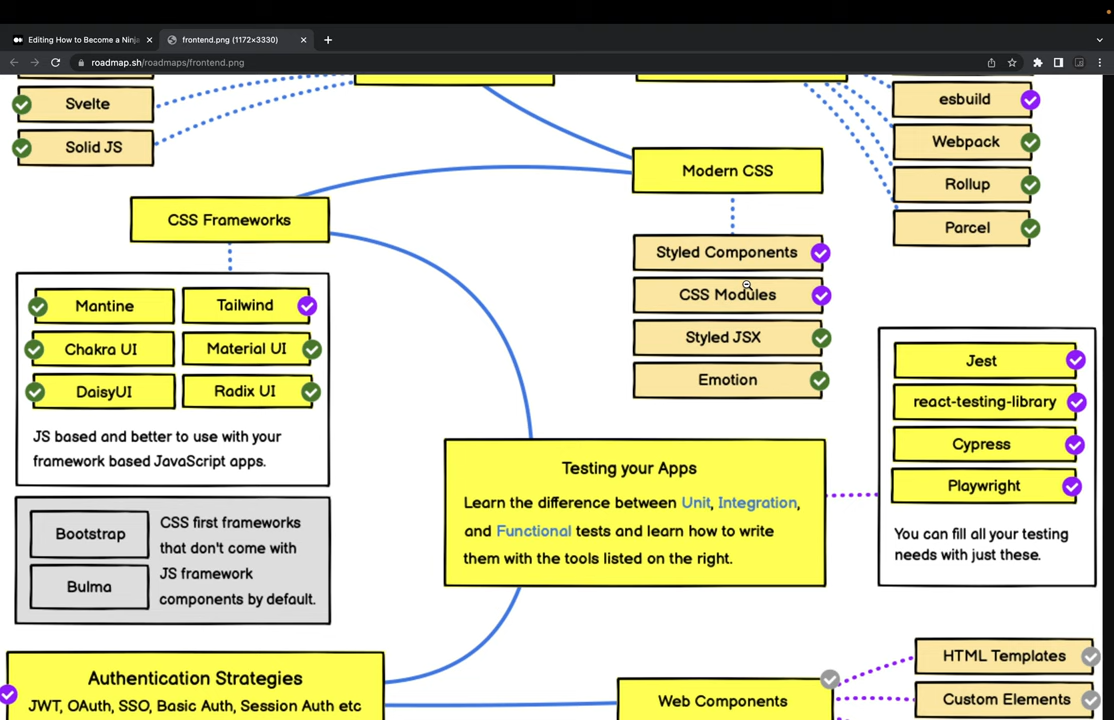 Editing How to Become a Ninja
frontend.png (1172×3330)
roadmap.sh/roadmaps/frontend.png
Svelte
Solid JS
esbuild
Webpack
Rollup
Parcel
Modern CSS
Styled Components
CSS Modules
Styled JSX
Emotion
CSS Frameworks
Mantine
Tailwind
Chakra UI
Material UI
DaisyUI
Radix UI
JS based and better to use with your
framework based JavaScript apps.
Bootstrap
Bulma
CSS first frameworks
that don't come with
JS framework
components by default.
Testing your Apps
Learn the difference between Unit, Integration,
and Functional tests and learn how to write
them with the tools listed on the right.
Jest
react-testing-library
Cypress
Playwright
You can fill all your testing
needs with just these.
Authentication Strategies
JWT, OAuth, SSO, Basic Auth, Session Auth etc
Web Components
HTML Templates
Custom Elements